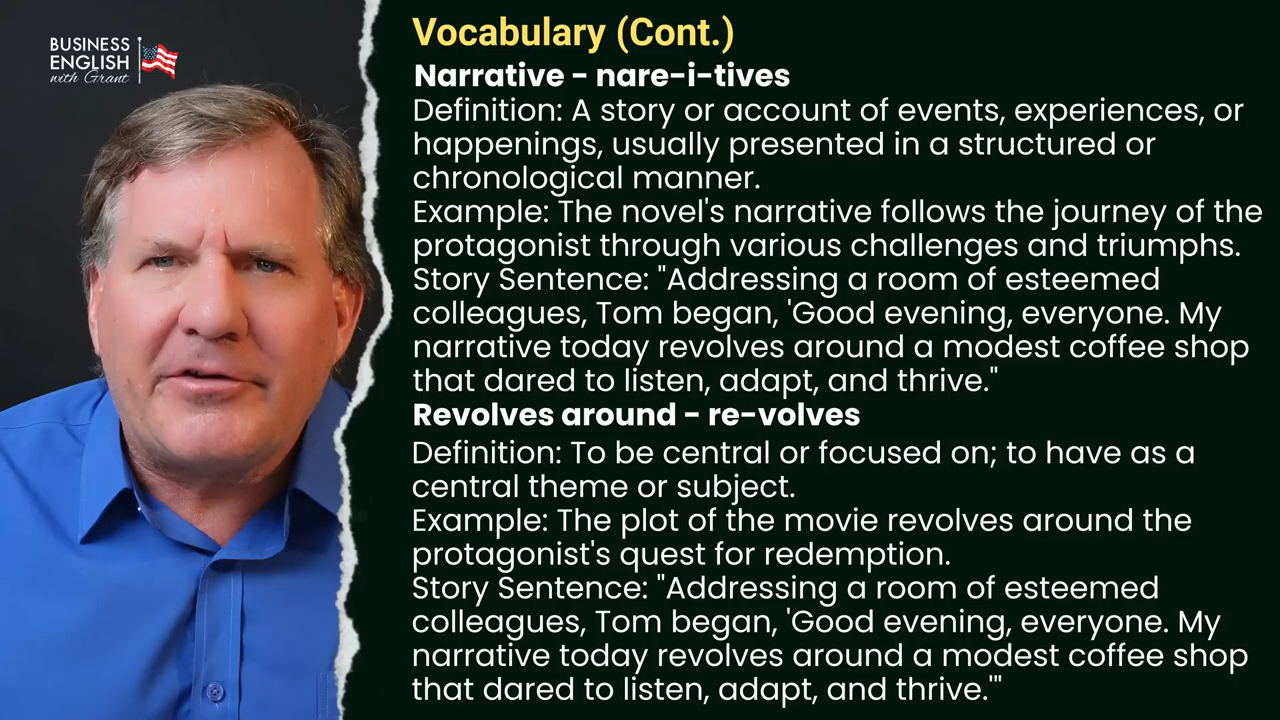 BUSINESS
ENGLISH
with Grant
Vocabulary (Cont.)
Narrative - nare-i-tives
Definition: A story or account of events, experiences, or
happenings, usually presented in a structured or
chronological manner.
Example: The novel's narrative follows the journey of the
protagonist through various challenges and triumphs.
Story Sentence: "Addressing a room of esteemed
colleagues, Tom began, 'Good evening, everyone. My
narrative today revolves around a modest coffee shop
that dared to listen, adapt, and thrive."
Revolves around - re-volves
Definition: To be central or focused on; to have as a
central theme or subject.
Example: The plot of the movie revolves around the
protagonist's quest for redemption.
Story Sentence: "Addressing a room of esteemed
colleagues, Tom began, 'Good evening, everyone. My
narrative today revolves around a modest coffee shop
that dared to listen, adapt, and thrive.'"